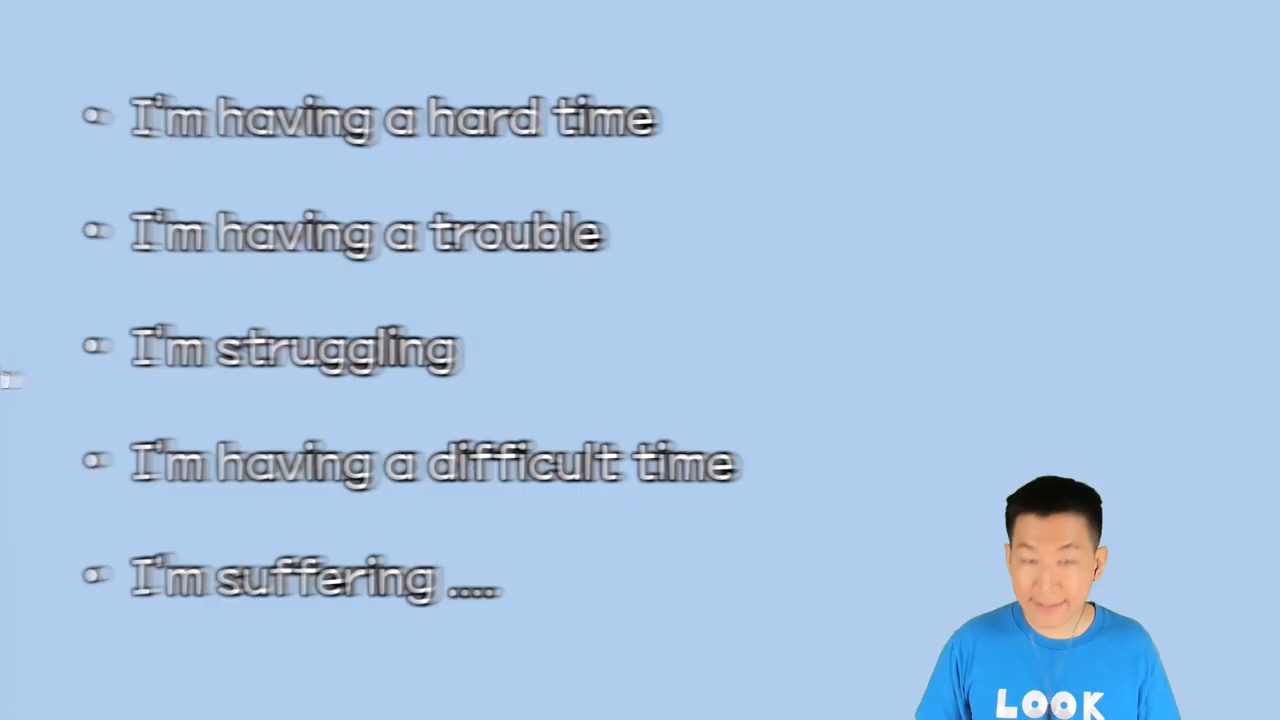 • I'm having a hard time
• I'm having a trouble
• I'm struggling
• I'm having a difficult time
• I'm suffering ....
LOOK